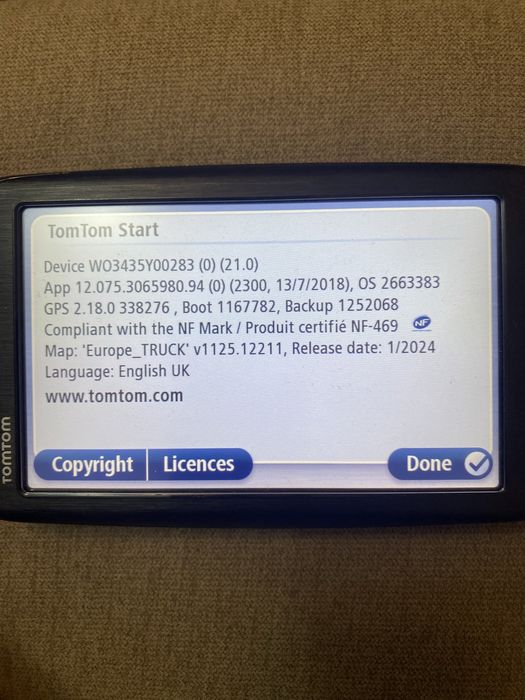 TomTom Start
Device WO3435Y00283 (0) (21.0)
App 12.075.3065980.94 (0) (2300, 13/7/2018), OS 2663383
GPS 2.18.0 338276 , Boot 1167782, Backup 1252068
Compliant with the NF Mark / Produit certifié NF-469 NF
Map: 'Europe_TRUCK' v1125.12211, Release date: 1/2024
Language: English UK
www.tomtom.com
Copyright Licences Done
TOMTOM